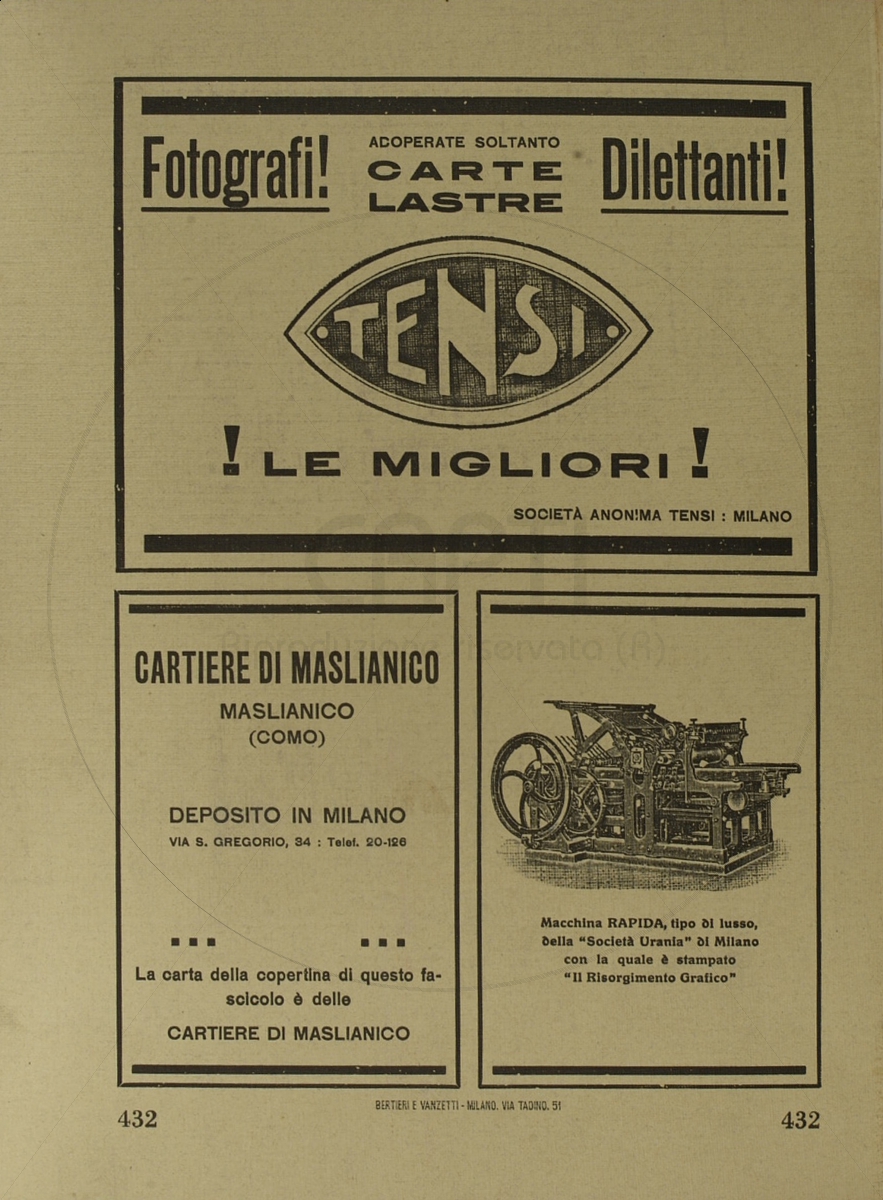 Fotografi!
ADOPERATE SOLTANTO
CARTE
LASTRE
Dilettanti!
TENSI
! LE MIGLIORI !
SOCIETÀ ANONIMA TENSI : MILANO
CARTIERE DI MASLIANICO
MASLIANICO
(COMO)
DEPOSITO IN MILANO
VIA S. GREGORIO, 34 : Telef. 20-126
La carta della copertina di questo fa-
scicolo è delle
CARTIERE DI MASLIANICO
Macchina RAPIDA, tipo di lusso,
della “Società Urania” di Milano
con la quale è stampato
“Il Risorgimento Grafico”
BERTIERI E VANZETTI - MILANO. VIA TADINO, 51
432
432
Riproduzione riservata (R)